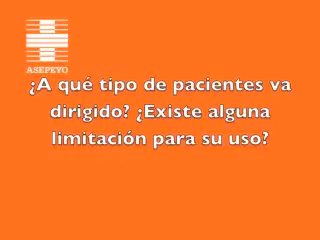 ASEPEYO
¿A qué tipo de pacientes va
dirigido? ¿Existe alguna
limitación para su uso?